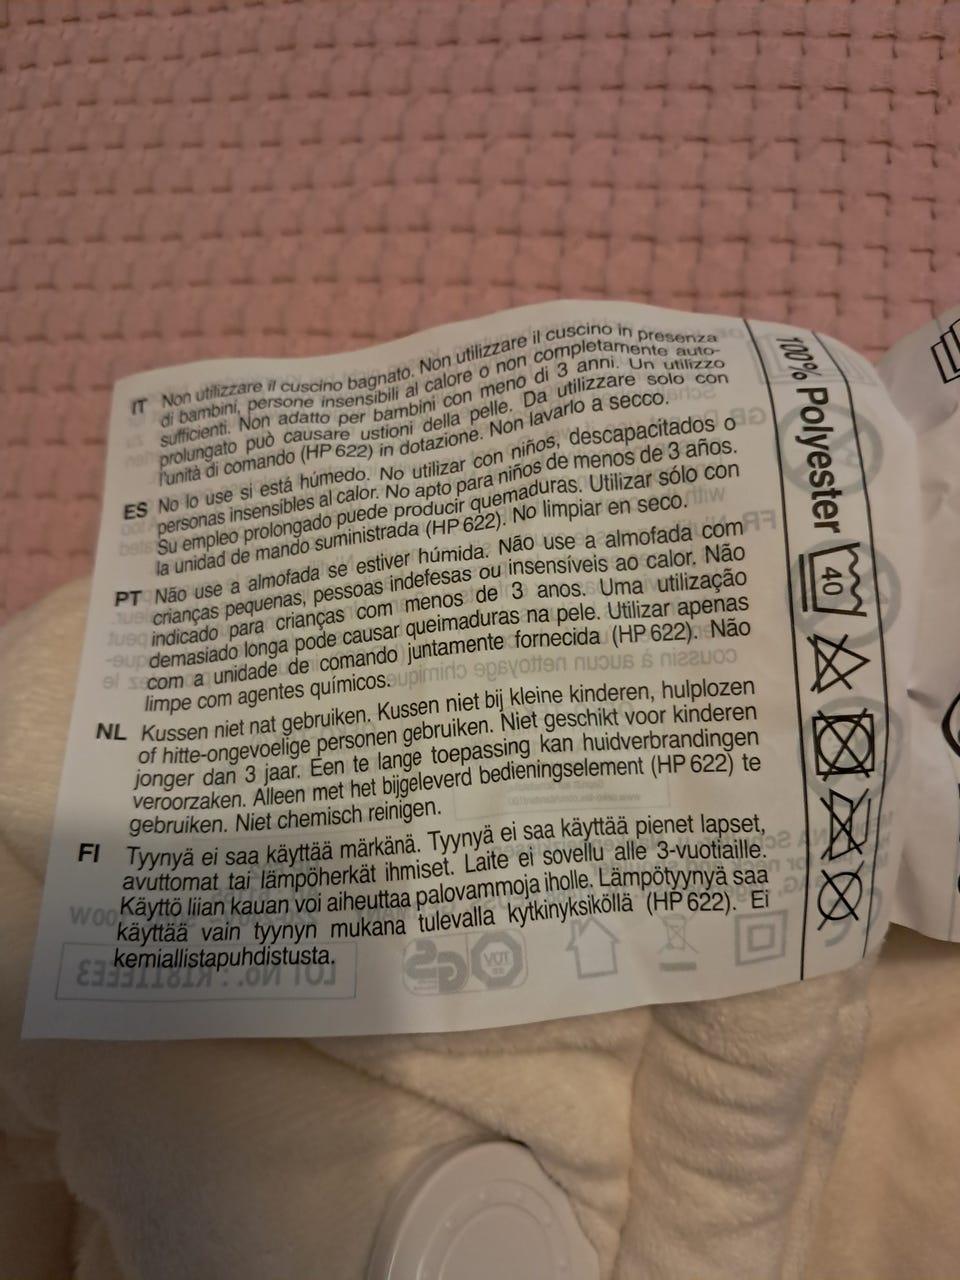 IT Non utilizzare il cuscino bagnato. Non utilizzare il cuscino in presenza
di bambini, persone insensibili al calore o non completamente auto-
sufficienti. Non adatto per bambini con meno di 3 anni. Un utilizzo
prolungato può causare ustioni della pelle. Da utilizzare solo con
l'unità di comando (HP 622) in dotazione. Non lavarlo a secco.
ES No lo use si está húmedo. No utilizar con niños, descapacitados o
personas insensibles al calor. No apto para niños de menos de 3 años.
Su empleo prolongado puede producir quemaduras. Utilizar sólo con
la unidad de mando suministrada (HP 622). No limpiar en seco.
PT Não use a almofada se estiver húmida. Não use a almofada com
crianças pequenas, pessoas indefesas ou insensíveis ao calor. Não
indicado para crianças com menos de 3 anos. Uma utilização
demasiado longa pode causar queimaduras na pele. Utilizar apenas
com a unidade de comando juntamente fornecida (HP 622). Não
limpe com agentes químicos.
NL Kussen niet nat gebruiken. Kussen niet bij kleine kinderen, hulplozen
of hitte-ongevoelige personen gebruiken. Niet geschikt voor kinderen
jonger dan 3 jaar. Een te lange toepassing kan huidverbrandingen
veroorzaken. Alleen met het bijgeleverd bedieningselement (HP 622) te
gebruiken. Niet chemisch reinigen.
FI Tyynyä ei saa käyttää märkänä. Tyynyä ei saa käyttää pienet lapset,
avuttomat tai lämpöherkät ihmiset. Laite ei sovellu alle 3-vuotiaille.
Käyttö liian kauan voi aiheuttaa palovammoja iholle. Lämpötyynyä saa
käyttää vain tyynyn mukana tulevalla kytkinyksiköllä (HP 622). Ei
kemiallistapuhdistusta.
100% Polyester
40
LOT No.: R1811EEE3